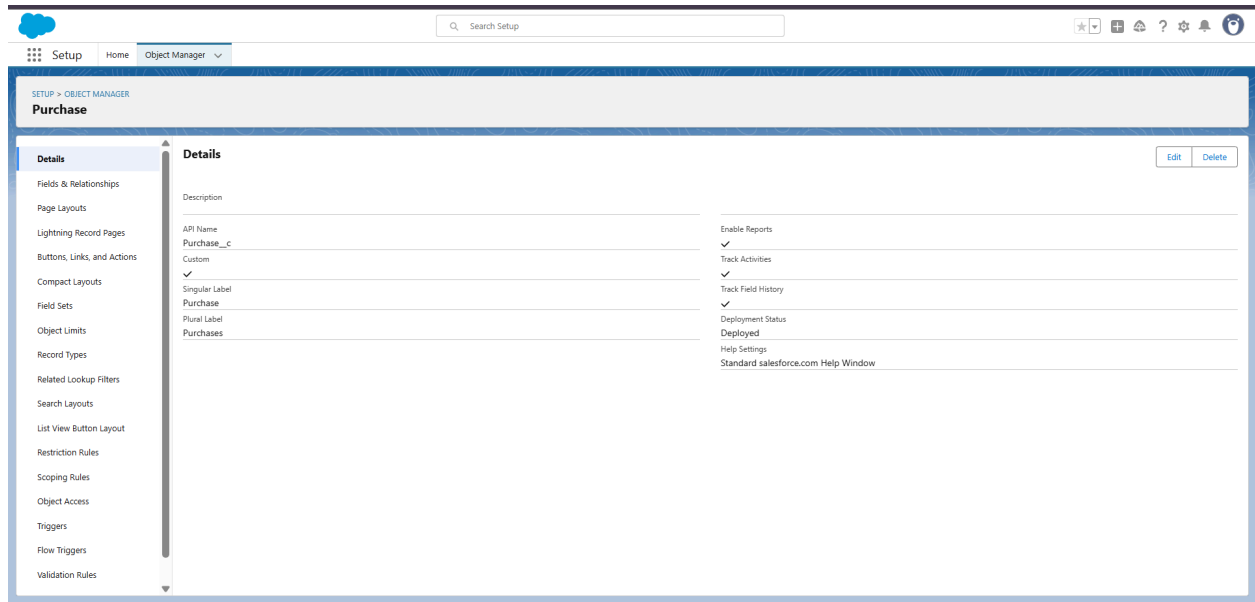 Search Setup
Setup
Home
Object Manager
SETUP > OBJECT MANAGER
Purchase
Details
Fields & Relationships
Page Layouts
Lightning Record Pages
Buttons, Links, and Actions
Compact Layouts
Field Sets
Object Limits
Record Types
Related Lookup Filters
Search Layouts
List View Button Layout
Restriction Rules
Scoping Rules
Object Access
Triggers
Flow Triggers
Validation Rules
Details
Edit
Delete
Description
API Name
Purchase__c
Custom
Singular Label
Purchase
Plural Label
Purchases
Enable Reports
Track Activities
Track Field History
Deployment Status
Deployed
Help Settings
Standard salesforce.com Help Window